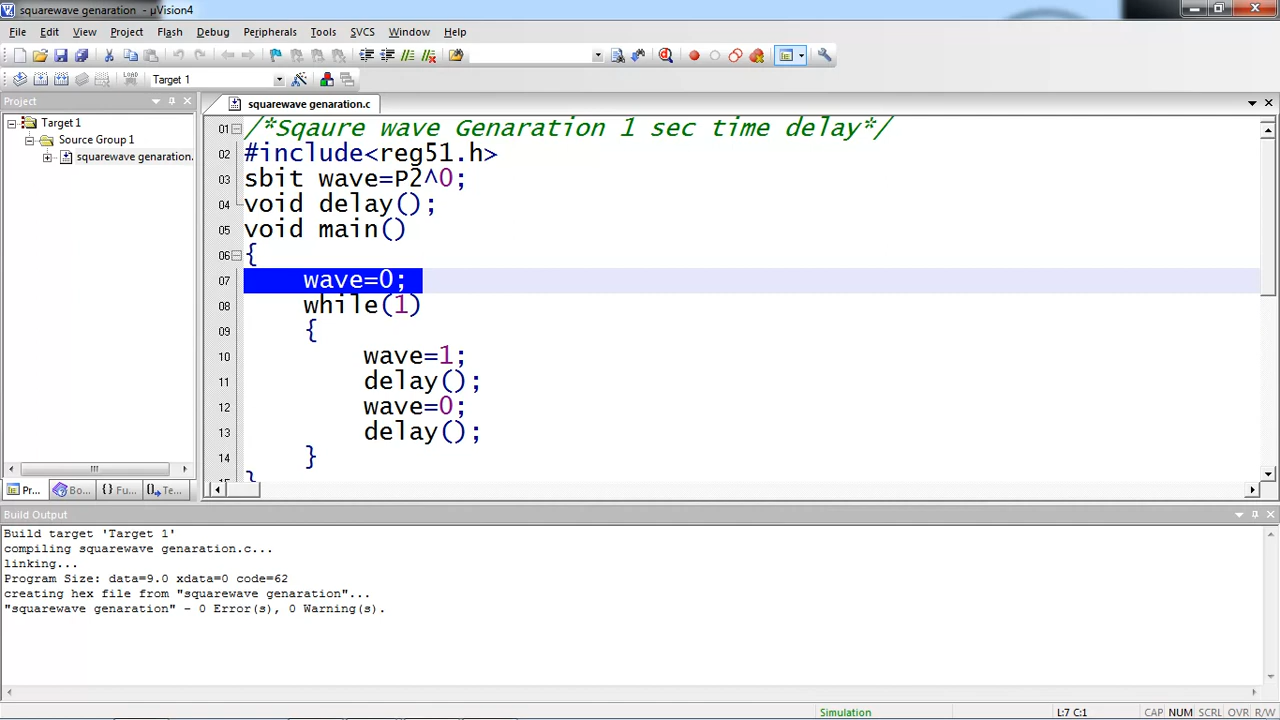 squarewave genaration - µVision4
File Edit View Project Flash Debug Peripherals Tools SVCS Window Help
LOAD Target 1
Project
squarewave genaration.c
Target 1
Source Group 1
squarewave genaration.
01 /*Sqaure wave Genaration 1 sec time delay*/
02 #include<reg51.h>
03 sbit wave=P2^0;
04 void delay();
05 void main()
06 {
07 wave=0;
08 while(1)
09 {
10 wave=1;
11 delay();
12 wave=0;
13 delay();
14 }
}
Pr... Bo... {} Fu... Te...
Build Output
Build target 'Target 1'
compiling squarewave genaration.c...
linking...
Program Size: data=9.0 xdata=0 code=62
creating hex file from "squarewave genaration"...
"squarewave genaration" - 0 Error(s), 0 Warning(s).
Simulation L:7 C:1 CAP NUM SCRL OVR R/W